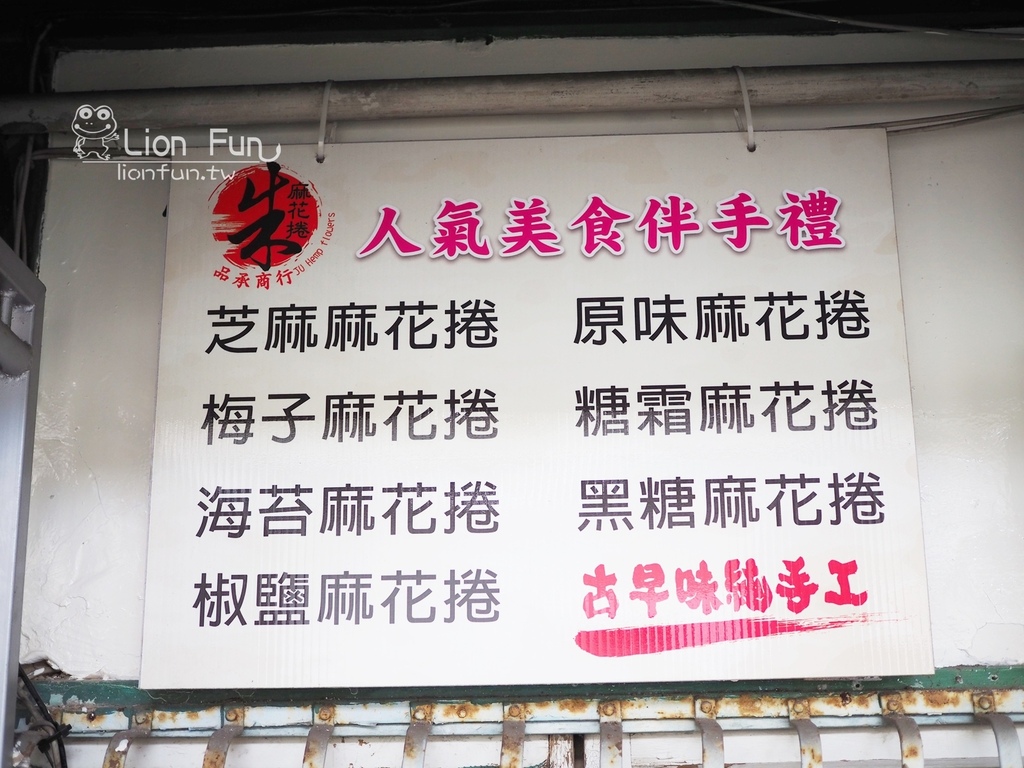 Lion Fun
lionfun.tw
朱
麻花捲
品承商行
JU Hemp flowers
人氣美食伴手禮
芝麻麻花捲 原味麻花捲
梅子麻花捲 糖霜麻花捲
海苔麻花捲 黑糖麻花捲
椒鹽麻花捲 古早味純手工